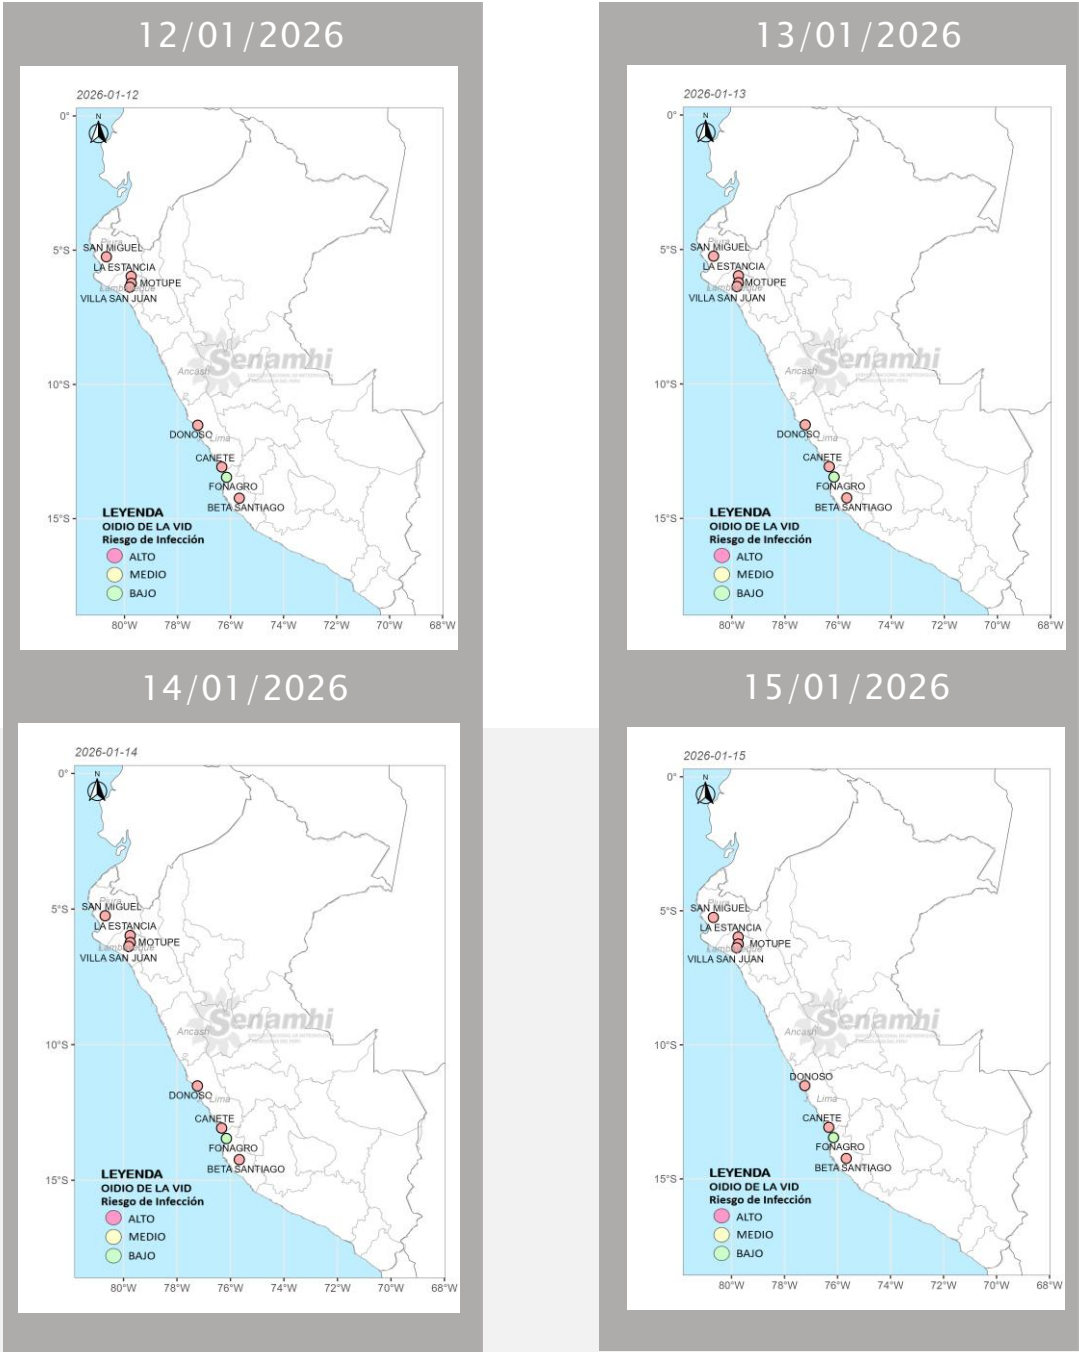 12/01/2026
2026-01-12
N
0°
Piura
SAN MIGUEL
5°S
LA ESTANCIA
MOTUPE
VILLA SAN JUAN
Senamhi
Ancash
10°S
DONOSO
Lima
CANETE
FONAGRO
BETA SANTIAGO
LEYENDA
15°S
OIDIO DE LA VID
Riesgo de Infección
ALTO
MEDIO
BAJO
80°W 78°W 76°W 74°W 72°W 70°W 68°W
13/01/2026
2026-01-13
N
0°
Piura
SAN MIGUEL
5°S
LA ESTANCIA
MOTUPE
VILLA SAN JUAN
Senamhi
Ancash
10°S
DONOSO
Lima
CANETE
FONAGRO
BETA SANTIAGO
LEYENDA
15°S
OIDIO DE LA VID
Riesgo de Infección
ALTO
MEDIO
BAJO
80°W 78°W 76°W 74°W 72°W 70°W 68°W
14/01/2026
2026-01-14
N
0°
Piura
SAN MIGUEL
5°S
LA ESTANCIA
MOTUPE
VILLA SAN JUAN
Senamhi
Ancash
10°S
DONOSO
Lima
CANETE
FONAGRO
BETA SANTIAGO
LEYENDA
15°S
OIDIO DE LA VID
Riesgo de Infección
ALTO
MEDIO
BAJO
80°W 78°W 76°W 74°W 72°W 70°W 68°W
15/01/2026
2026-01-15
N
0°
Piura
SAN MIGUEL
5°S
LA ESTANCIA
MOTUPE
VILLA SAN JUAN
Senamhi
Ancash
10°S
DONOSO
Lima
CANETE
FONAGRO
BETA SANTIAGO
LEYENDA
15°S
OIDIO DE LA VID
Riesgo de Infección
ALTO
MEDIO
BAJO
80°W 78°W 76°W 74°W 72°W 70°W 68°W